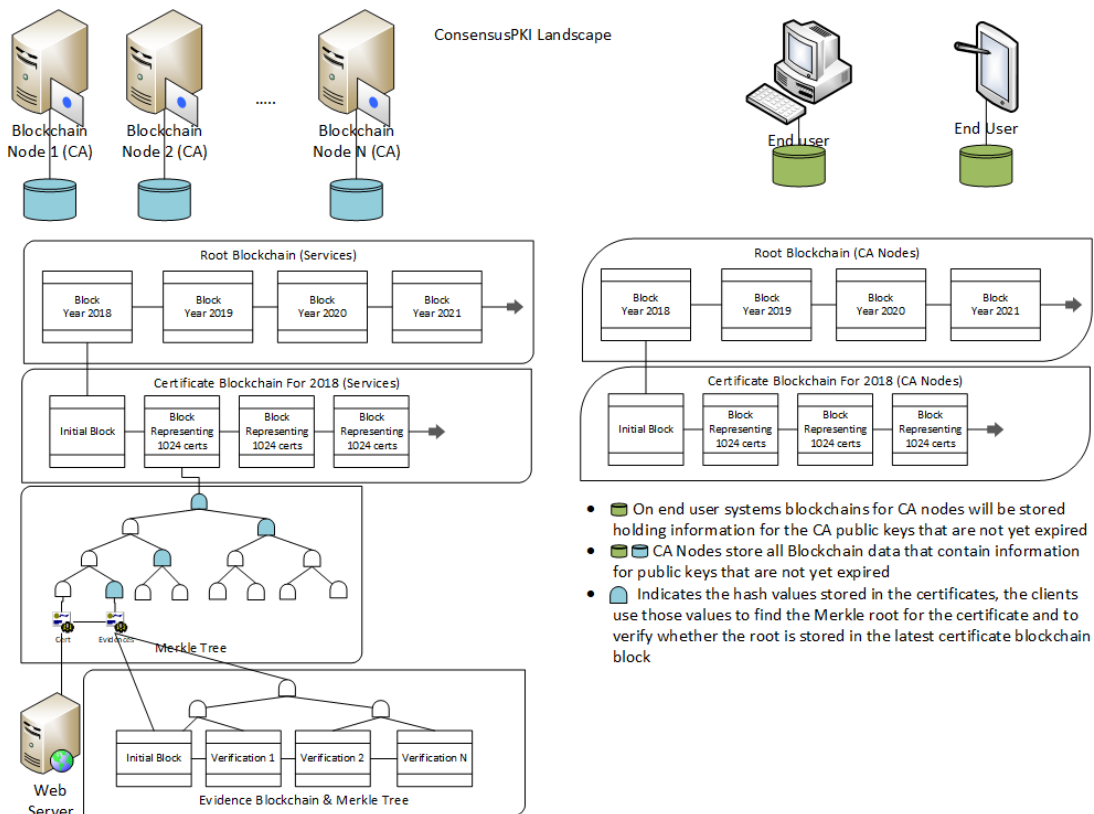 ConsensusPKI Landscape
Blockchain
Node 1 (CA)
Blockchain
Node 2 (CA)
.....
Blockchain
Node N (CA)
End user
End User
Root Blockchain (Services)
Block
Year 2018
Block
Year 2019
Block
Year 2020
Block
Year 2021
Certificate Blockchain For 2018 (Services)
Initial Block
Block
Representing
1024 certs
Block
Representing
1024 certs
Block
Representing
1024 certs
Cert
Evidences
Merkle Tree
Web
Server
Initial Block
Verification 1
Verification 2
Verification N
Evidence Blockchain & Merkle Tree
Root Blockchain (CA Nodes)
Block
Year 2018
Block
Year 2019
Block
Year 2020
Block
Year 2021
Certificate Blockchain For 2018 (CA Nodes)
Initial Block
Block
Representing
1024 certs
Block
Representing
1024 certs
Block
Representing
1024 certs
• On end user systems blockchains for CA nodes will be stored
holding information for the CA public keys that are not yet expired
• CA Nodes store all Blockchain data that contain information
for public keys that are not yet expired
• Indicates the hash values stored in the certificates, the clients
use those values to find the Merkle root for the certificate and to
verify whether the root is stored in the latest certificate blockchain
block